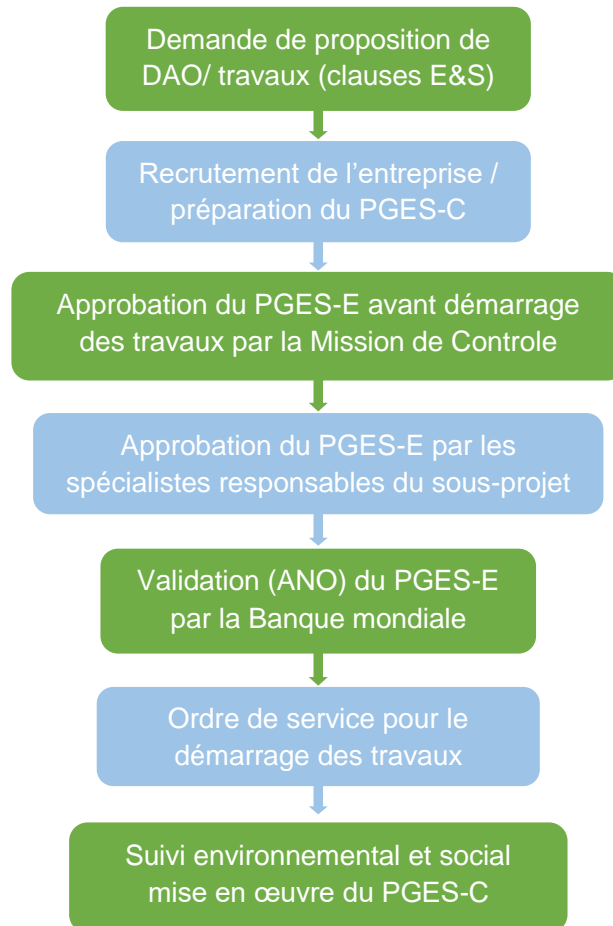 Demande de proposition de
DAO/ travaux (clauses E&S)
Recrutement de l'entreprise /
préparation du PGES-C
Approbation du PGES-E avant démarrage
des travaux par la Mission de Controle
Approbation du PGES-E par les
spécialistes responsables du sous-projet
Validation (ANO) du PGES-E
par la Banque mondiale
Ordre de service pour le
démarrage des travaux
Suivi environnemental et social
mise en œuvre du PGES-C